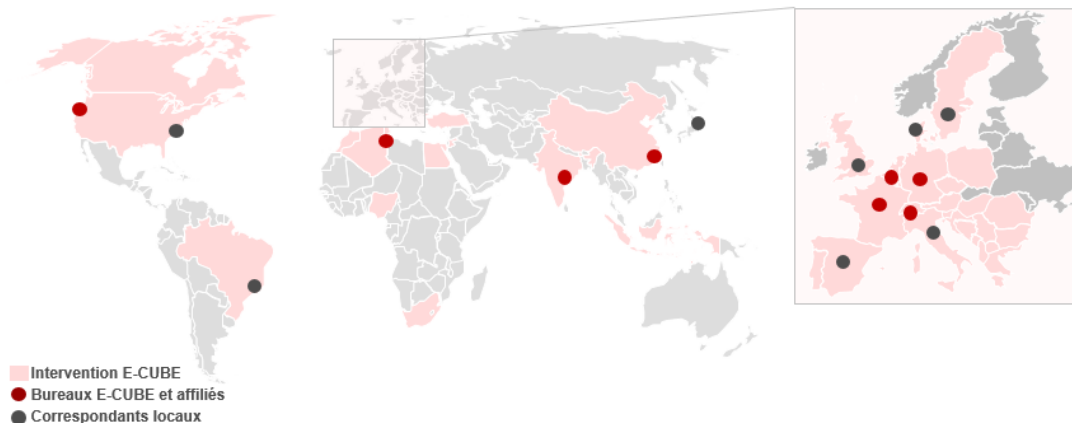 Intervention E-CUBE
Bureaux E-CUBE et affiliés
Correspondants locaux